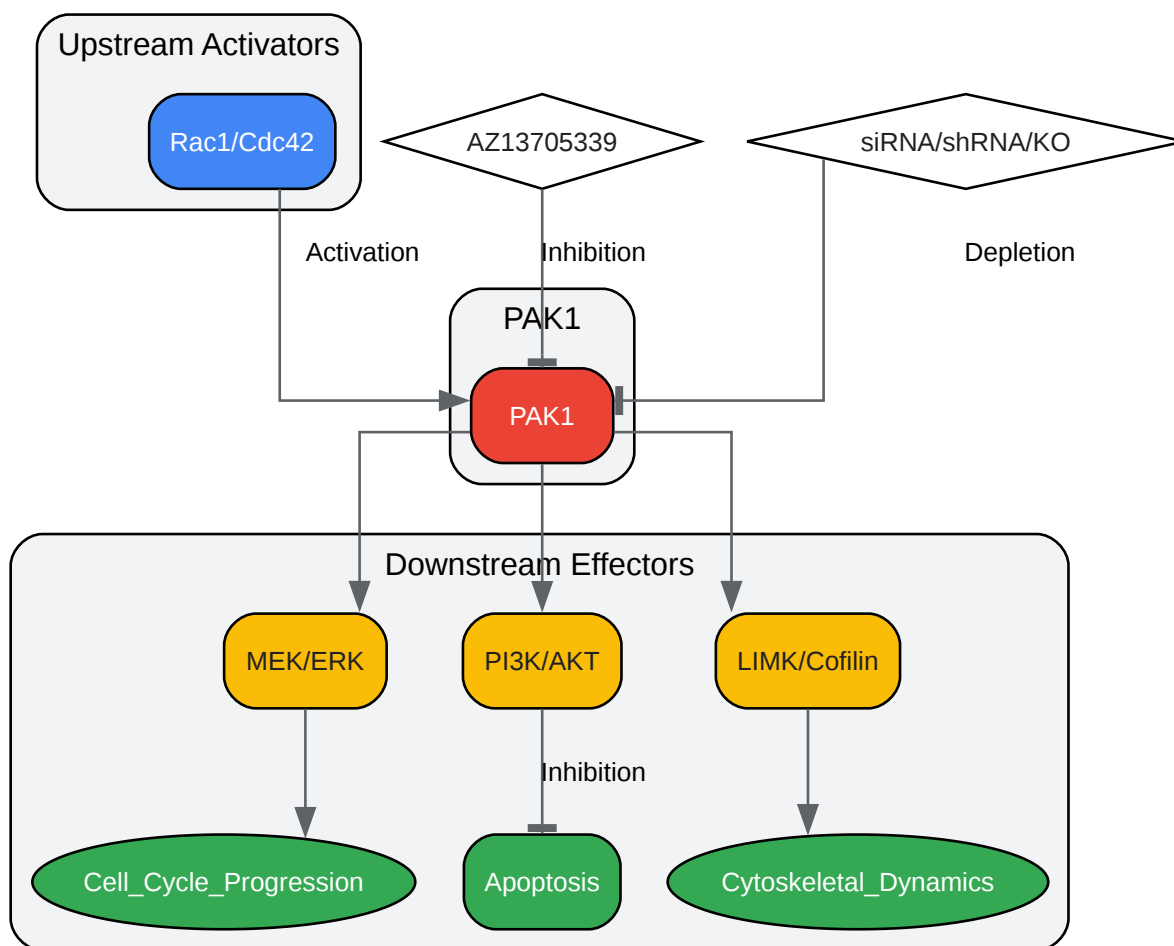 Upstream Activators
Rac1/Cdc42
AZ13705339
siRNA/shRNA/KO
Activation
Inhibition
Depletion
PAK1
PAK1
Downstream Effectors
MEK/ERK
PI3K/AKT
LIMK/Cofilin
Inhibition
Cell_Cycle_Progression
Apoptosis
Cytoskeletal_Dynamics